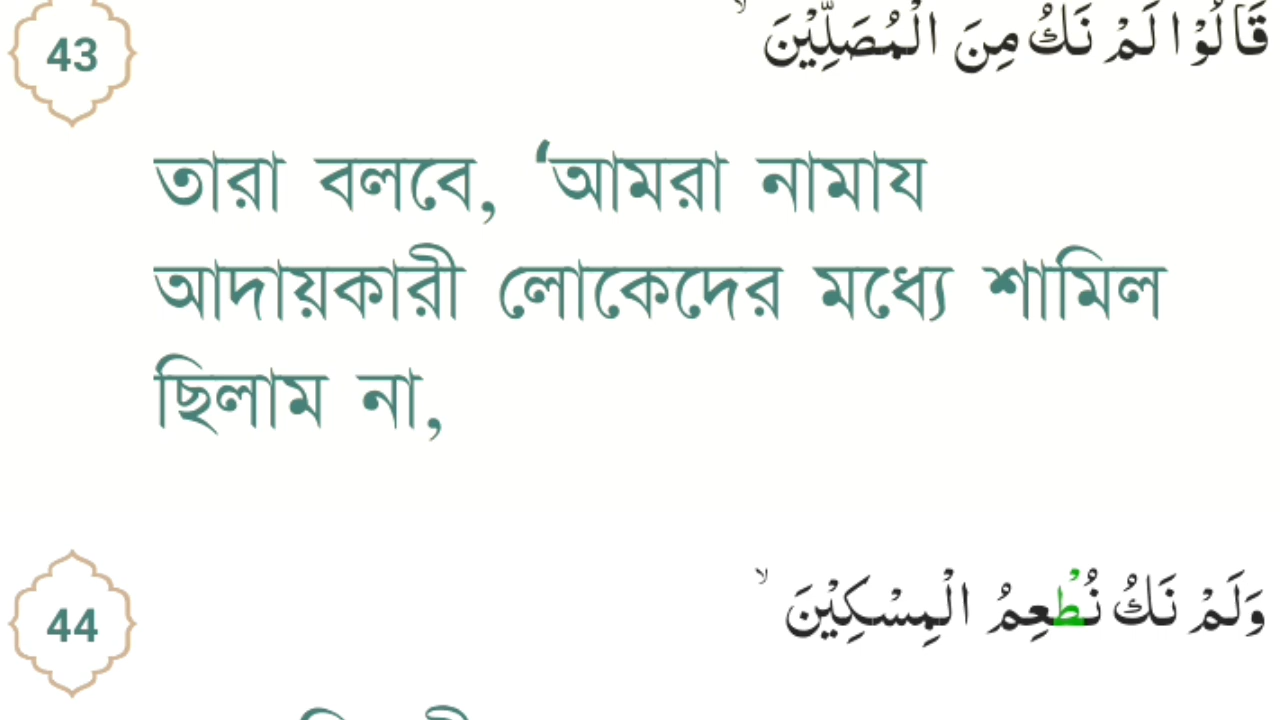 43
قَالُوْا لَمْ نَكُ مِنَ الْمُصَلِّيْنَ ۙ
তারা বলবে, ‘আমরা নামায
আদায়কারী লোকেদের মধ্যে শামিল
ছিলাম না,
44
وَلَمْ نَكُ نُطْعِمُ الْمِسْكِيْنَ ۙ